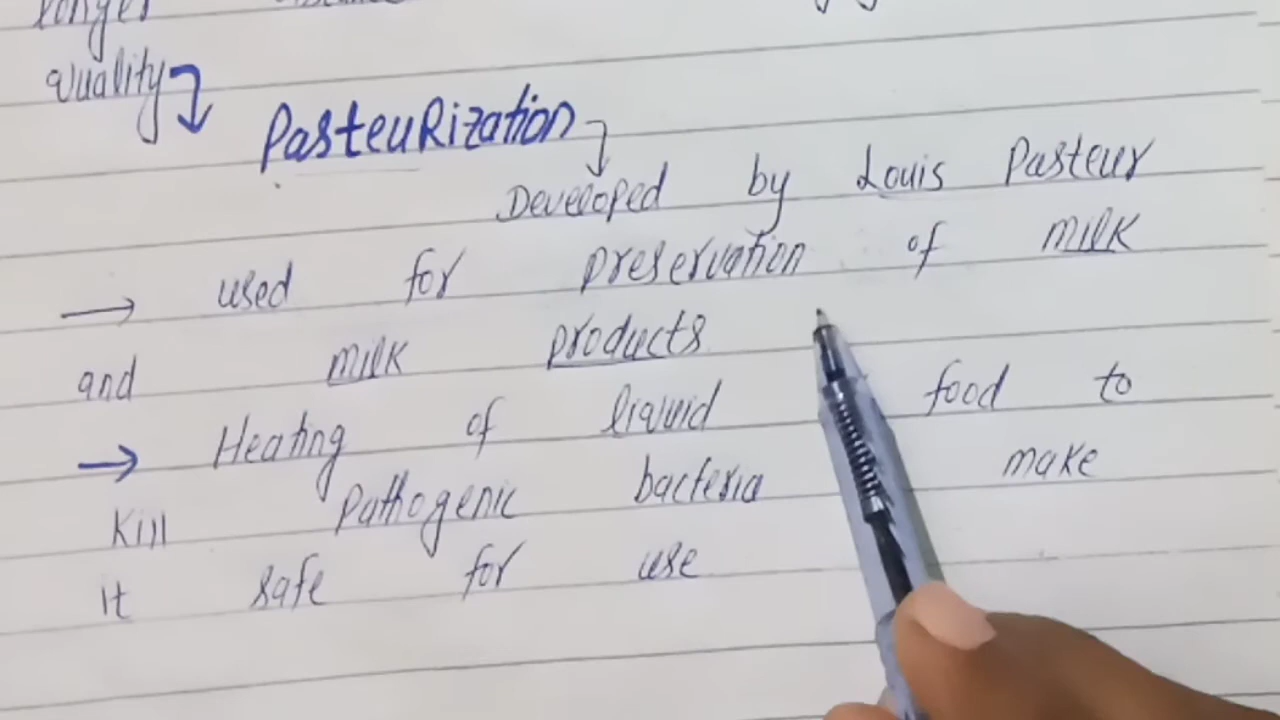 longer
quality
PasteuRization
Developed by Louis Pasteur
→ used for preservation of milk
and milk products
→ Heating of liquid food to
Kill Pathogenic bacteria make
it safe for use